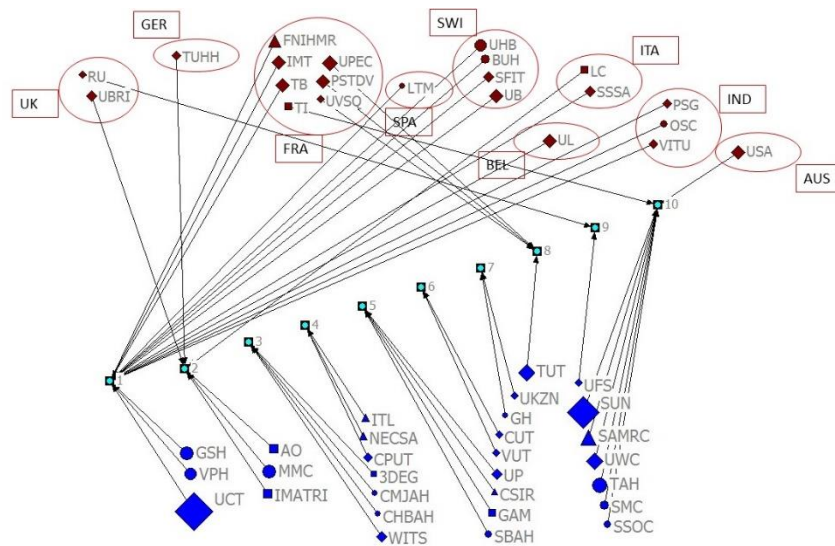 GER
SWI
ITA
UK
FRA
SPA
BEL
IND
AUS
RU
UBRI
TUHH
FNIHMR
IMT
TB
TI
UPEC
PSTDV
UVSQ
LTM
UHB
BUH
SFIT
UB
UL
LC
SSSA
PSG
OSC
VITU
USA
1
2
3
4
5
6
7
8
9
10
GSH
VPH
UCT
AO
MMC
IMATRI
ITL
NECSA
CPUT
3DEG
CMJAH
CHBAH
WITS
TUT
UKZN
GH
CUT
VUT
UP
CSIR
GAM
SBAH
UFS
SUN
SAMRC
UWC
TAH
SMC
SSOC